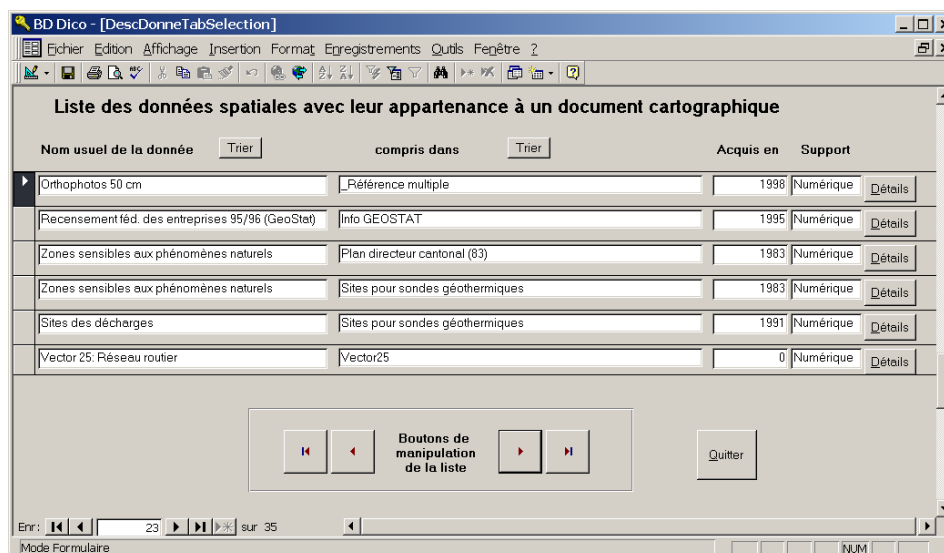 BD Dico - [DescDonneTabSelection]
Fichier Edition Affichage Insertion Format Enregistrements Outils Fenêtre ?
Liste des données spatiales avec leur appartenance à un document cartographique
Nom usuel de la donnée Trier compris dans Trier Acquis en Support
Orthophotos 50 cm _Référence multiple 1998 Numérique Détails
Recensement féd. des entreprises 95/96 (GeoStat) Info GEOSTAT 1995 Numérique Détails
Zones sensibles aux phénomènes naturels Plan directeur cantonal (83) 1983 Numérique Détails
Zones sensibles aux phénomènes naturels Sites pour sondes géothermiques 1983 Numérique Détails
Sites des décharges Sites pour sondes géothermiques 1991 Numérique Détails
Vector 25: Réseau routier Vector25 0 Numérique Détails
Boutons de
manipulation
de la liste
Quitter
Enr: 23 sur 35
Mode Formulaire NUM